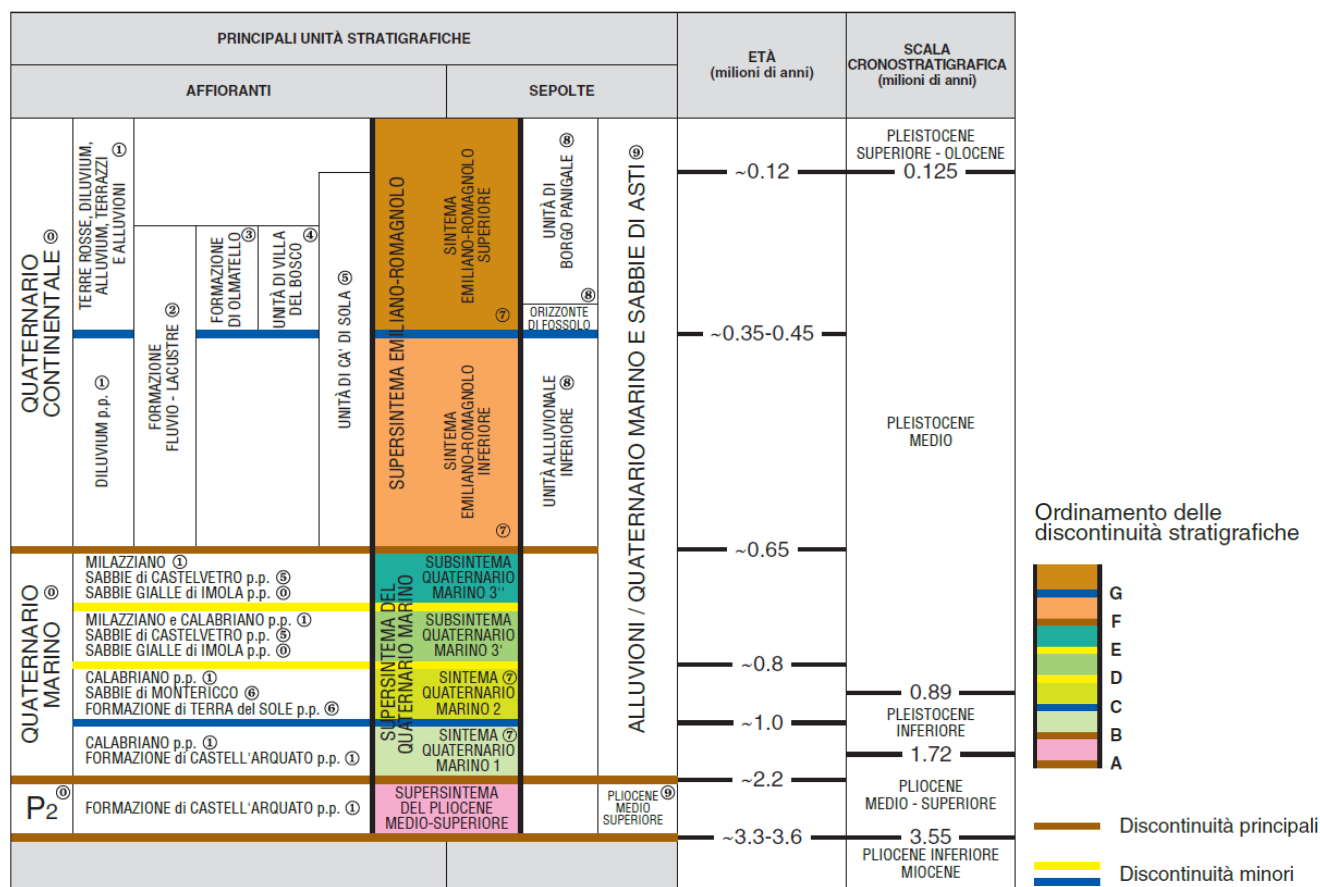 PRINCIPALI UNITÀ STRATIGRAFICHE
ETÀ
(milioni di anni)
SCALA
CRONOSTRATIGRAFICA
(milioni di anni)
AFFIORANTI
SEPOLTE
QUATERNARIO
CONTINENTALE ⓪
TERRE ROSSE, DILUVIUM,
ALLUVIUM, TERRAZZI
E ALLUVIONI ①
DILUVIUM p.p. ①
FORMAZIONE
FLUVIO - LACUSTRE ②
FORMAZIONE
DI OLMATELLO ③
UNITÀ DI VILLA
DEL BOSCO ④
UNITÀ DI CA' DI SOLA ⑤
SUPERSINTEMA EMILIANO-ROMAGNOLO
SINTEMA
EMILIANO-ROMAGNOLO
SUPERIORE
⑦
SINTEMA
EMILIANO-ROMAGNOLO
INFERIORE
⑦
UNITÀ DI
BORGO PANIGALE ⑧
⑧
ORIZZONTE
DI FOSSOLO
UNITÀ ALLUVIONALE
INFERIORE ⑧
ALLUVIONI / QUATERNARIO MARINO E SABBIE DI ASTI ⑨
QUATERNARIO
MARINO ⓪
MILAZZIANO ①
SABBIE di CASTELVETRO p.p. ⑤
SABBIE GIALLE di IMOLA p.p. ⓪
MILAZZIANO e CALABRIANO p.p. ①
SABBIE di CASTELVETRO p.p. ⑤
SABBIE GIALLE di IMOLA p.p. ⓪
CALABRIANO p.p. ①
SABBIE di MONTERICCO ⑥
FORMAZIONE di TERRA del SOLE p.p. ⑥
CALABRIANO p.p. ①
FORMAZIONE di CASTELL'ARQUATO p.p. ①
SUPERSINTEMA DEL
QUATERNARIO MARINO
SUBSINTEMA
QUATERNARIO
MARINO 3''
SUBSINTEMA
QUATERNARIO
MARINO 3'
SINTEMA ⑦
QUATERNARIO
MARINO 2
SINTEMA ⑦
QUATERNARIO
MARINO 1
P2 ⓪
FORMAZIONE di CASTELL'ARQUATO p.p. ①
SUPERSINTEMA
DEL PLIOCENE
MEDIO-SUPERIORE
PLIOCENE ⑨
MEDIO
SUPERIORE
~0.12
~0.35-0.45
~0.65
~0.8
~1.0
~2.2
~3.3-3.6
PLEISTOCENE
SUPERIORE - OLOCENE
0.125
PLEISTOCENE
MEDIO
0.89
PLEISTOCENE
INFERIORE
1.72
PLIOCENE
MEDIO - SUPERIORE
3.55
PLIOCENE INFERIORE
MIOCENE
Ordinamento delle
discontinuità stratigrafiche
G
F
E
D
C
B
A
Discontinuità principali
Discontinuità minori